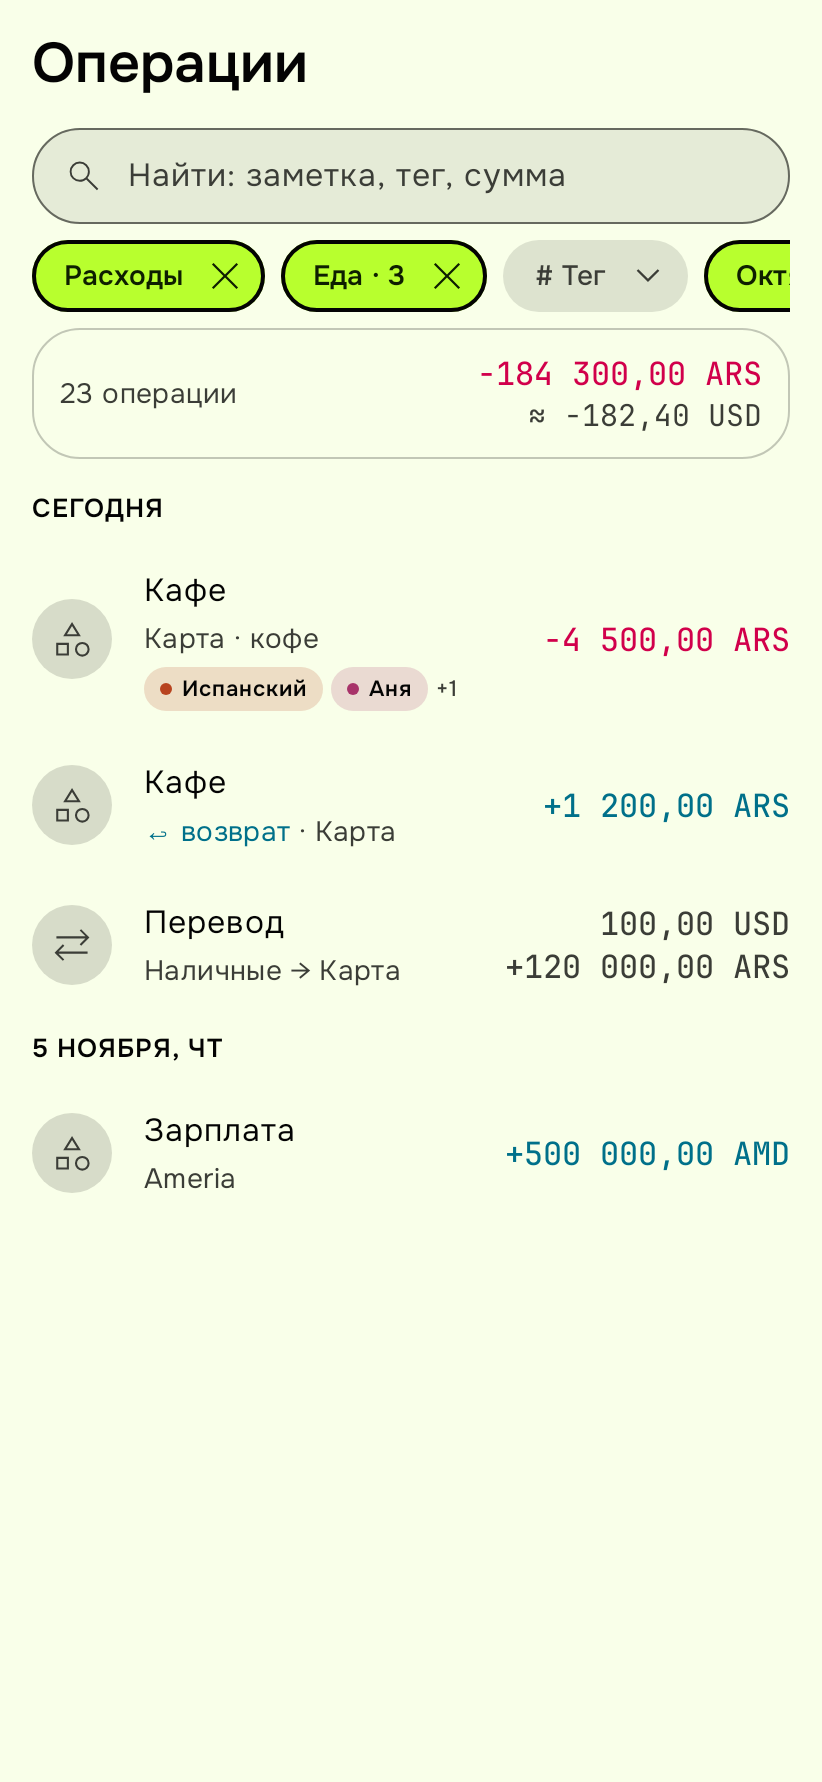 Операции
Найти: заметка, тег, сумма
Расходы
Еда · 3
# Тег
Окт
23 операции
-184 300,00 ARS
≈ -182,40 USD
СЕГОДНЯ
Кафе
Карта · кофе
-4 500,00 ARS
Испанский
Аня
+1
Кафе
↩ возврат · Карта
+1 200,00 ARS
Перевод
Наличные → Карта
100,00 USD
+120 000,00 ARS
5 НОЯБРЯ, ЧТ
Зарплата
Ameria
+500 000,00 AMD